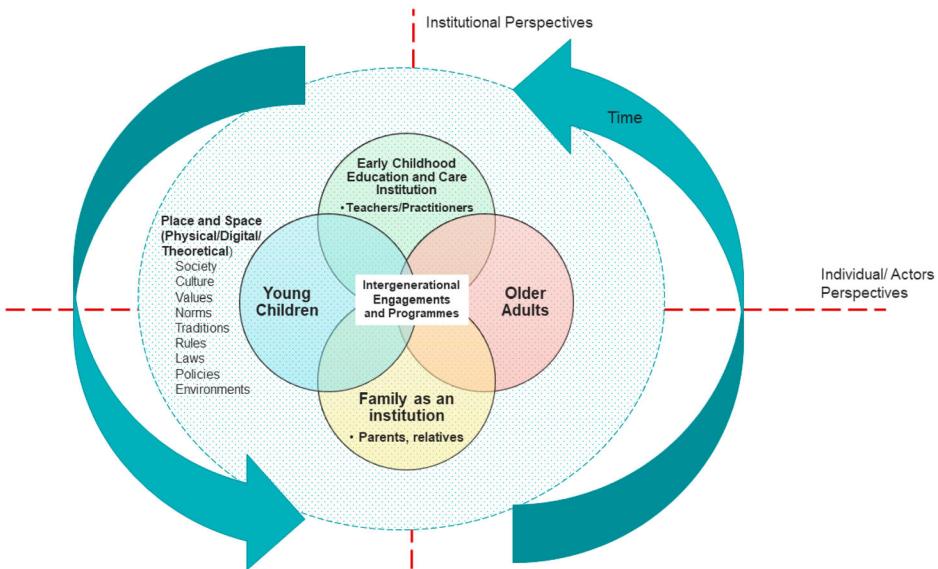 Institutional Perspectives
Time
Early Childhood
Education and Care
Institution
•Teachers/Practitioners
Place and Space
(Physical/Digital/
Theoretical)
Society
Culture
Values
Norms
Traditions
Rules
Laws
Policies
Environments
Young
Children
Intergenerational
Engagements
and Programmes
Older
Adults
Individual/ Actors
Perspectives
Family as an
institution
• Parents, relatives